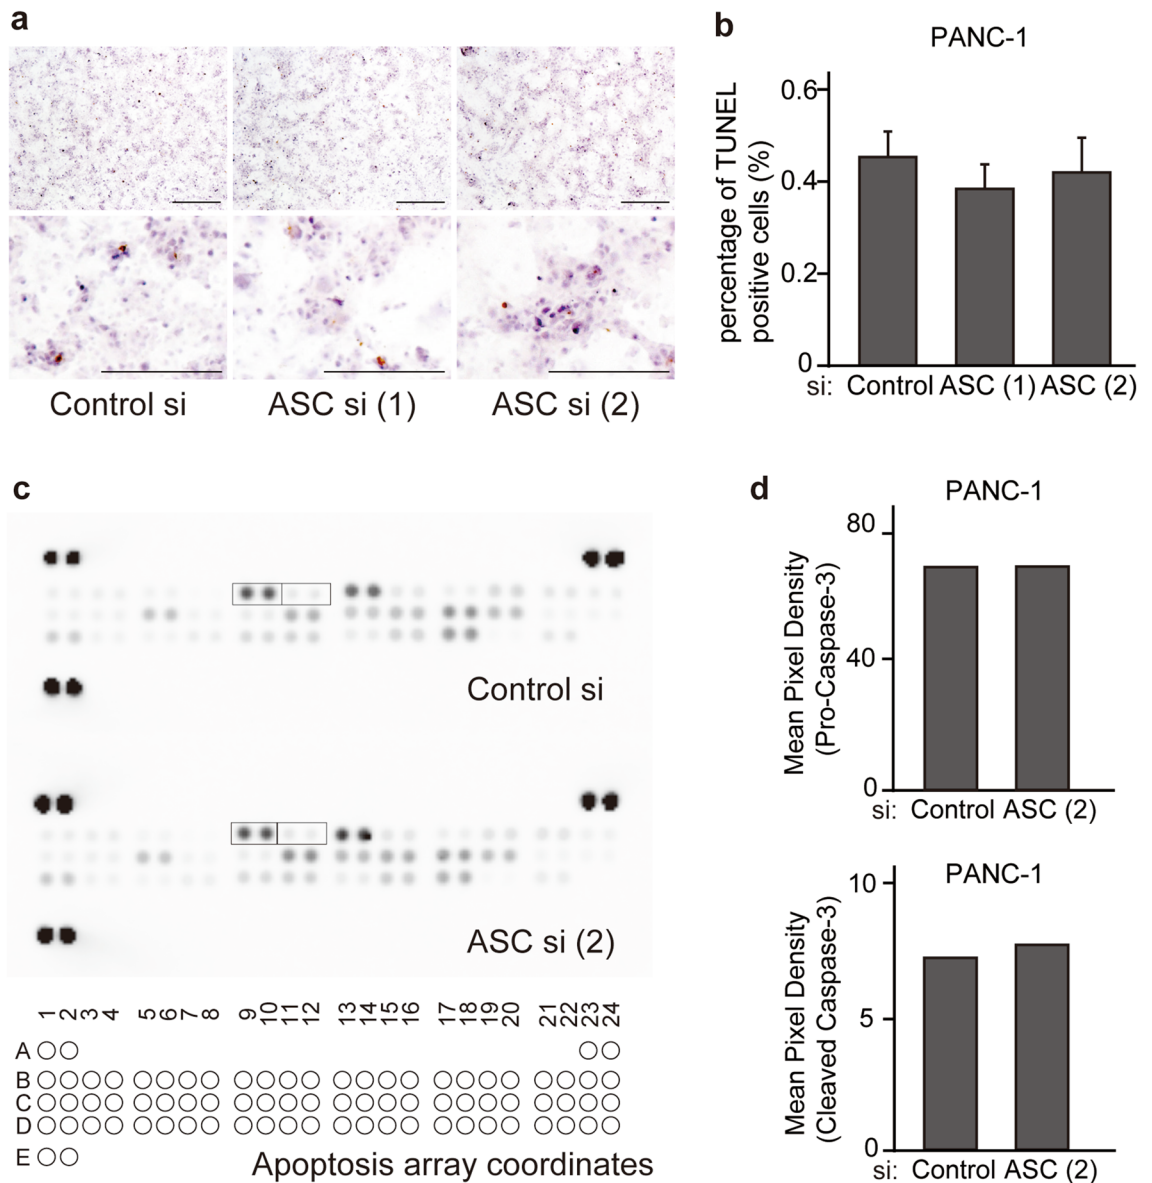 a
Control si
ASC si (1)
ASC si (2)
b
PANC-1
percentage of TUNEL
positive cells (%)
0.6
0.4
0.2
0
si: Control ASC (1) ASC (2)
c
Control si
ASC si (2)
1 2 3 4 5 6 7 8 9 10 11 12 13 14 15 16 17 18 19 20 21 22 23 24
A
B
C
D
E
Apoptosis array coordinates
d
PANC-1
Mean Pixel Density
(Pro-Caspase-3)
80
40
0
si: Control ASC (2)
PANC-1
Mean Pixel Density
(Cleaved Caspase-3)
10
5
0
si: Control ASC (2)